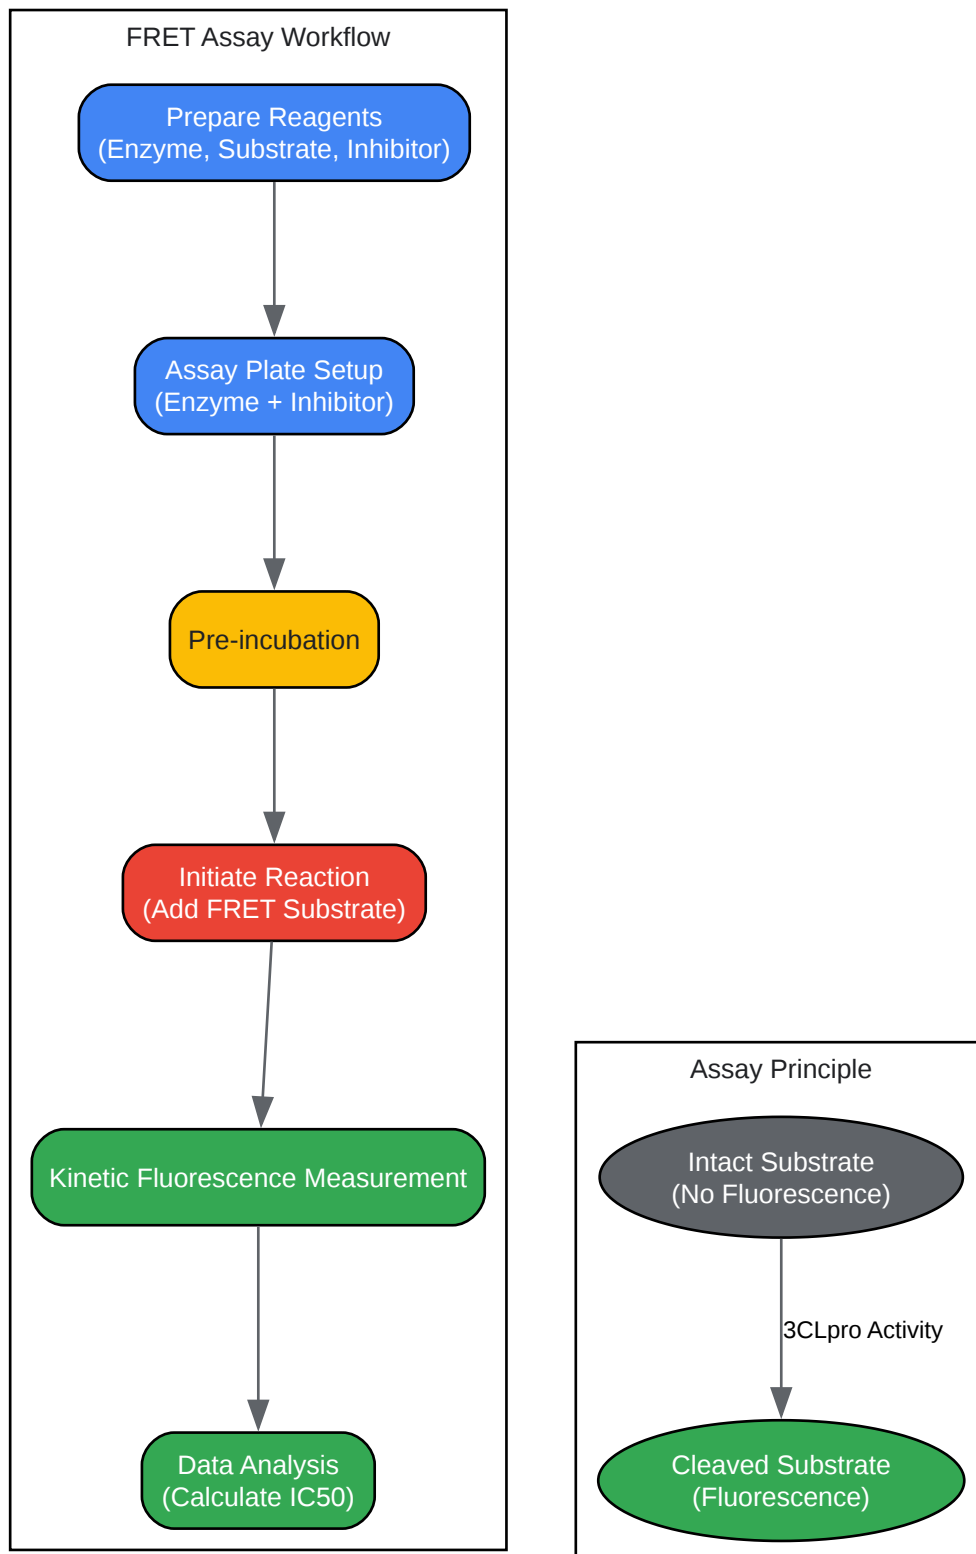 FRET Assay Workflow
Prepare Reagents
(Enzyme, Substrate, Inhibitor)
Assay Plate Setup
(Enzyme + Inhibitor)
Pre-incubation
Initiate Reaction
(Add FRET Substrate)
Kinetic Fluorescence Measurement
Data Analysis
(Calculate IC50)
Assay Principle
Intact Substrate
(No Fluorescence)
3CLpro Activity
Cleaved Substrate
(Fluorescence)